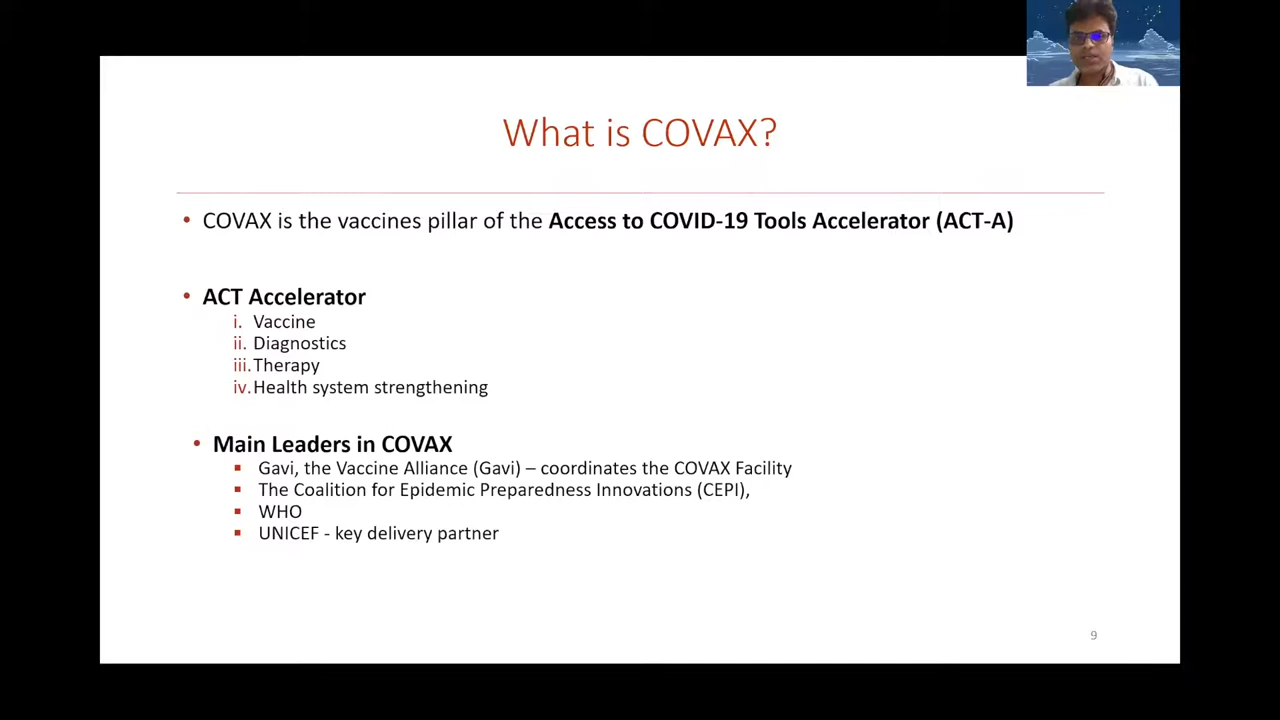 What is COVAX?
• COVAX is the vaccines pillar of the Access to COVID-19 Tools Accelerator (ACT-A)
• ACT Accelerator
i. Vaccine
ii. Diagnostics
iii. Therapy
iv. Health system strengthening
• Main Leaders in COVAX
▪ Gavi, the Vaccine Alliance (Gavi) – coordinates the COVAX Facility
▪ The Coalition for Epidemic Preparedness Innovations (CEPI),
▪ WHO
▪ UNICEF - key delivery partner
9